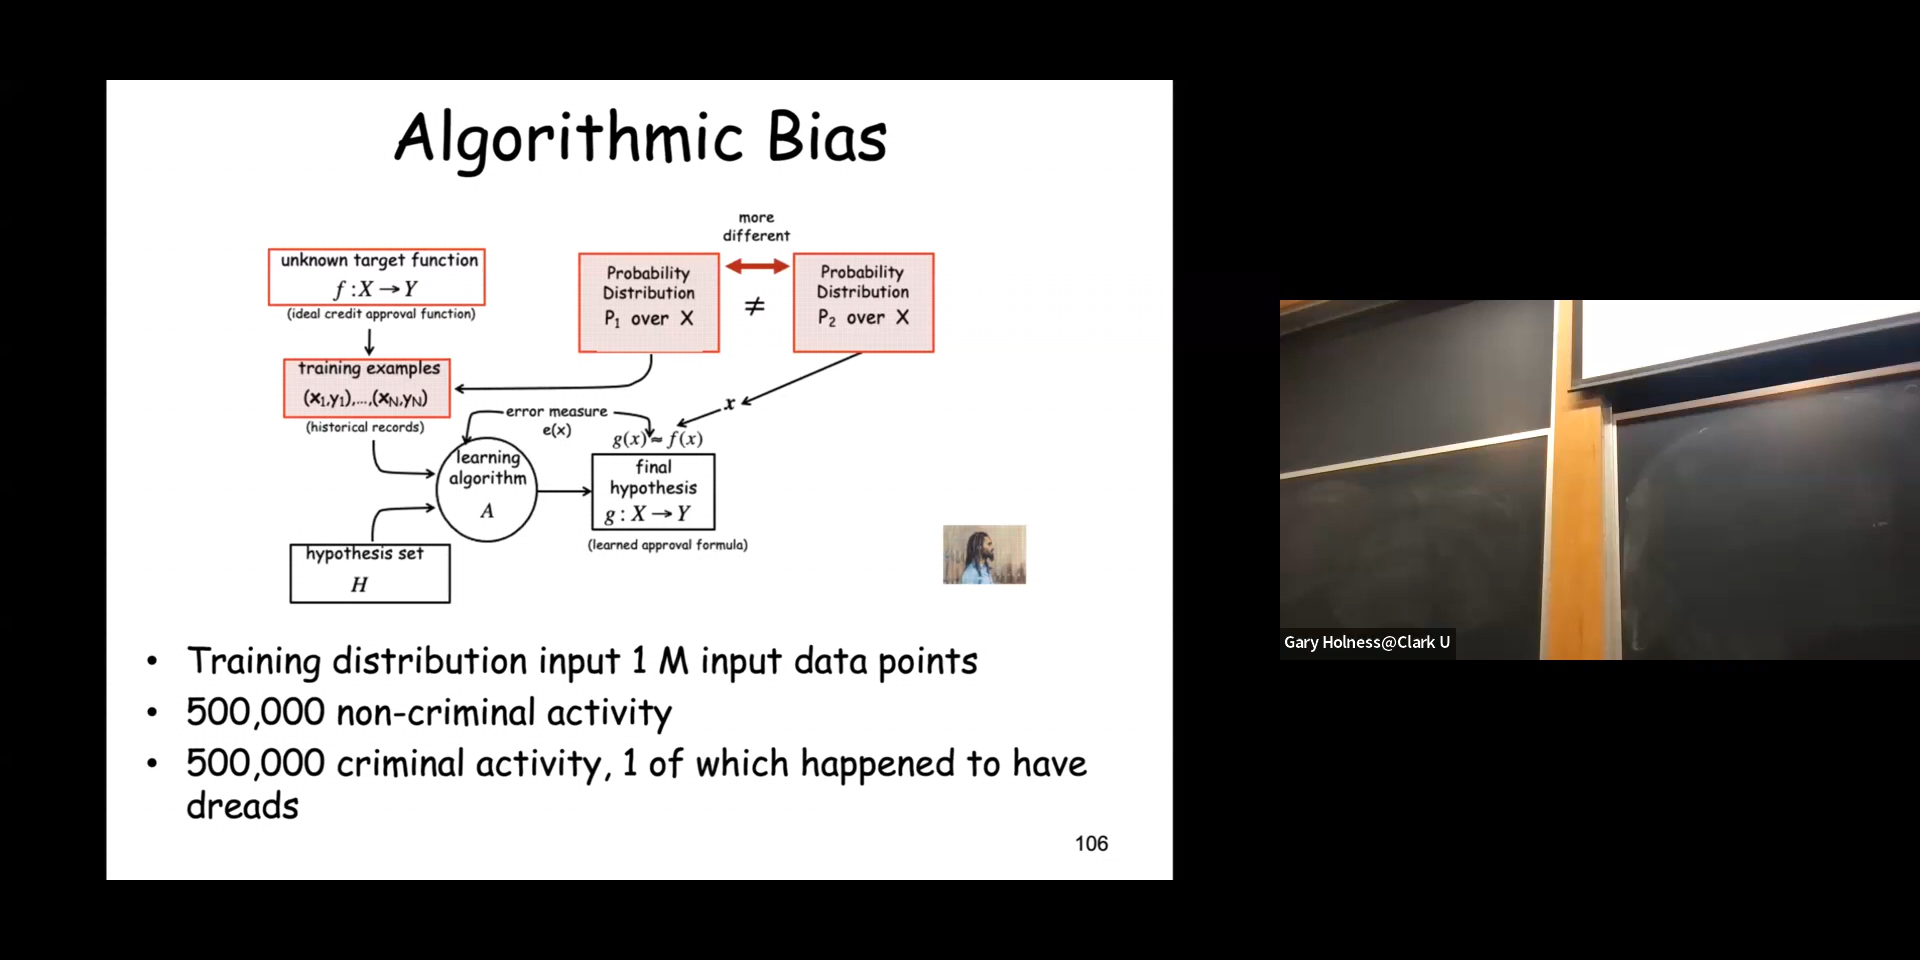 Algorithmic Bias
more
different
unknown target function
f : X → Y
(ideal credit approval function)
Probability
Distribution
P₁ over X
≠
Probability
Distribution
P₂ over X
training examples
(x₁,y₁),...,(x_N,y_N)
(historical records)
error measure
e(x)
x
g(x) ≈ f(x)
learning
algorithm
A
final
hypothesis
g : X → Y
(learned approval formula)
hypothesis set
H
• Training distribution input 1 M input data points
• 500,000 non-criminal activity
• 500,000 criminal activity, 1 of which happened to have
dreads
106
Gary Holness@Clark U